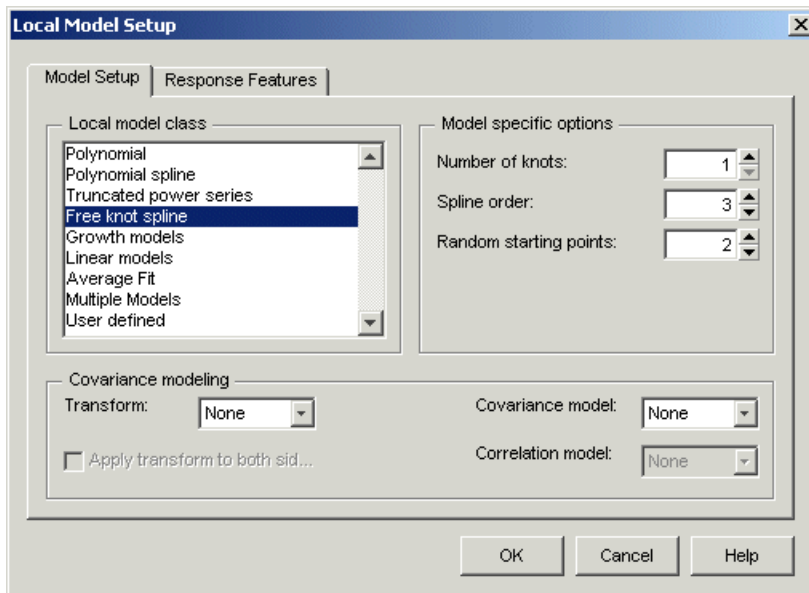 Local Model Setup
Model Setup
Response Features
Local model class
Polynomial
Polynomial spline
Truncated power series
Free knot spline
Growth models
Linear models
Average Fit
Multiple Models
User defined
Model specific options
Number of knots: 1
Spline order: 3
Random starting points: 2
Covariance modeling
Transform: None
Apply transform to both sid...
Covariance model: None
Correlation model: None
OK
Cancel
Help